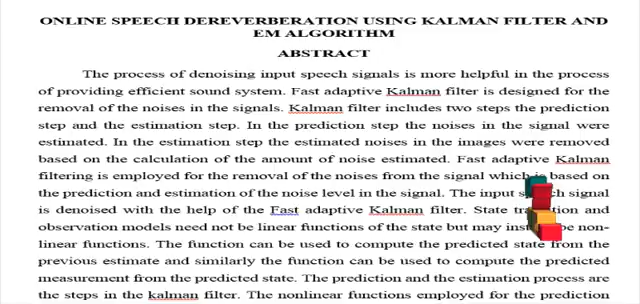 ONLINE SPEECH DEREVERBERATION USING KALMAN FILTER AND
EM ALGORITHM
ABSTRACT
The process of denoising input speech signals is more helpful in the process
of providing efficient sound system. Fast adaptive Kalman filter is designed for the
removal of the noises in the signals. Kalman filter includes two steps the prediction
step and the estimation step. In the prediction step the noises in the signal were
estimated. In the estimation step the estimated noises in the images were removed
based on the calculation of the amount of noise estimated. Fast adaptive Kalman
filtering is employed for the removal of the noises from the signal which is based on
the prediction and estimation of the noise level in the signal. The input signal
is denoised with the help of the Fast adaptive Kalman filter. State and
observation models need not be linear functions of the state but may be non-
linear functions. The function can be used to compute the predicted state from the
previous estimate and similarly the function can be used to compute the predicted
measurement from the predicted state. The prediction and the estimation process are
the steps in the kalman filter. The nonlinear functions employed for the prediction